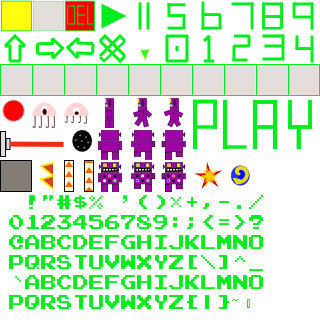 DEL 5 6 7 8 9
0 1 2 3 4
PLAY
!"#$% '()×+,-./
0123456789:;<=>?
@ABCDEFGHIJKLMNO
PQRSTUVWXYZ[\]^_
`ABCDEFGHIJKLMNO
PQRSTUVWXYZ[|]~▯